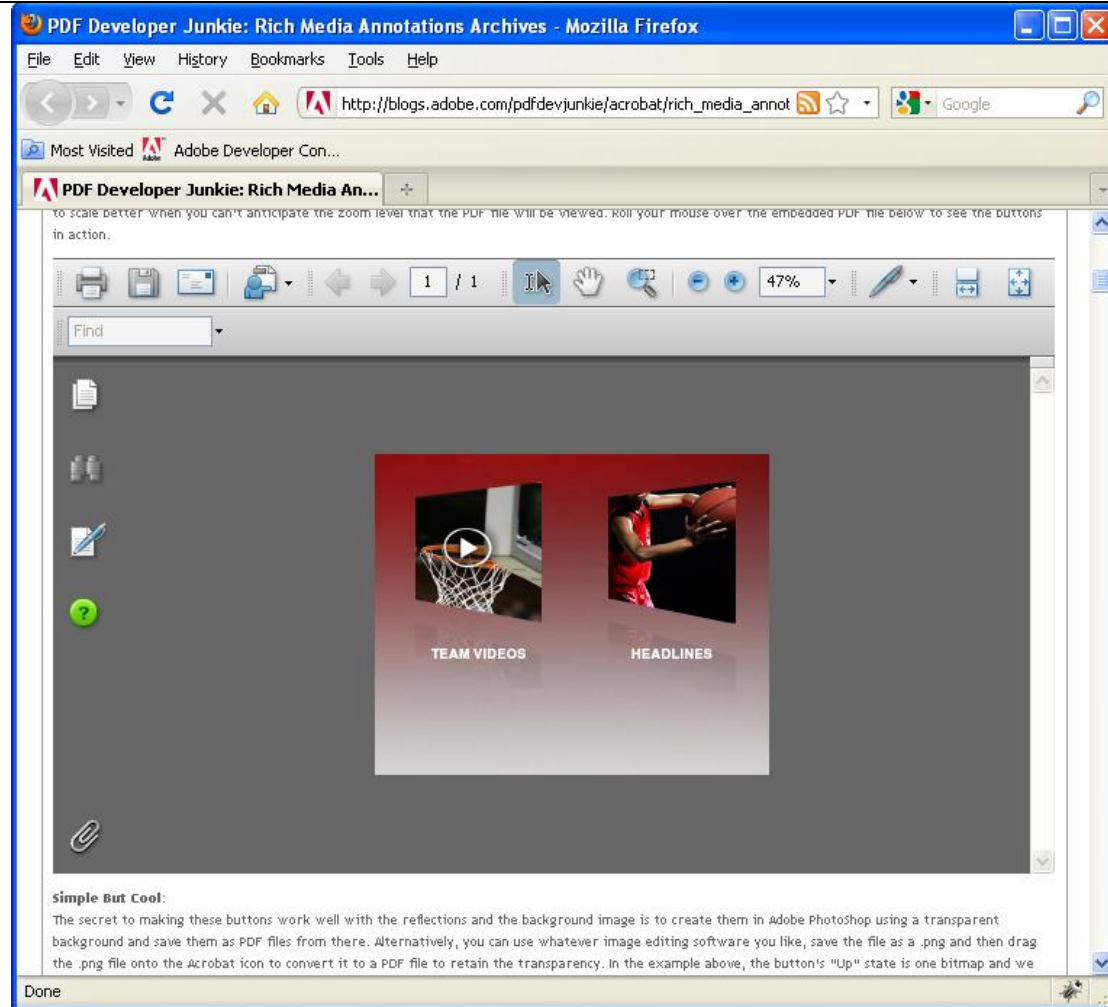 PDF Developer Junkie: Rich Media Annotations Archives - Mozilla Firefox
File Edit View History Bookmarks Tools Help
http://blogs.adobe.com/pdfdevjunkie/acrobat/rich_media_annot Google
Most Visited Adobe Adobe Developer Con...
PDF Developer Junkie: Rich Media An...
to scale better when you can't anticipate the zoom level that the PDF file will be viewed. Roll your mouse over the embedded PDF file below to see the buttons
in action.
1 / 1 47%
Find
?
TEAM VIDEOS HEADLINES
Simple But Cool:
The secret to making these buttons work well with the reflections and the background image is to create them in Adobe PhotoShop using a transparent
background and save them as PDF files from there. Alternatively, you can use whatever image editing software you like, save the file as a .png and then drag
the .png file onto the Acrobat icon to convert it to a PDF file to retain the transparency. In the example above, the button's "Up" state is one bitmap and we
Done